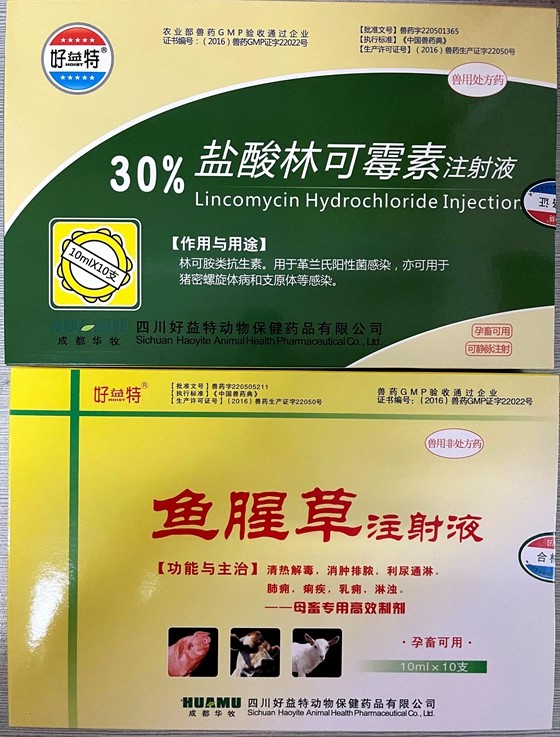 好益特®
HOIST
农业部兽药GMP验收通过企业
证书编号：（2016）兽药GMP证字22022号
【批准文号】兽药字220501365
【执行标准】《中国兽药典》
【生产许可证号】（2016）兽药生产证字22050号
兽用处方药
30% 盐酸林可霉素注射液
Lincomycin Hydrochloride Injection
【作用与用途】
林可胺类抗生素。用于革兰氏阳性菌感染，亦可用于
猪密螺旋体病和支原体等感染。
10mlX10支
成都华牧
四川好益特动物保健药品有限公司
Sichuan Haoyite Animal Health Pharmaceutical Co., Ltd.
孕畜可用
可静脉注射
好益特®
HOIST
【批准文号】兽药字220505211
【执行标准】《中国兽药典》
【生产许可证号】（2016）兽药生产证字22050号
兽药GMP验收通过企业
证书编号：（2016）兽药GMP证字22022号
兽用非处方药
鱼腥草注射液
【功能与主治】清热解毒，消肿排脓，利尿通淋。
肺痈，痢疾，乳痈，淋浊。
——母畜专用高效制剂
合格
·孕畜可用·
10ml×10支
HUAMU
成都华牧
四川好益特动物保健药品有限公司
Sichuan Haoyite Animal Health Pharmaceutical Co., Ltd.